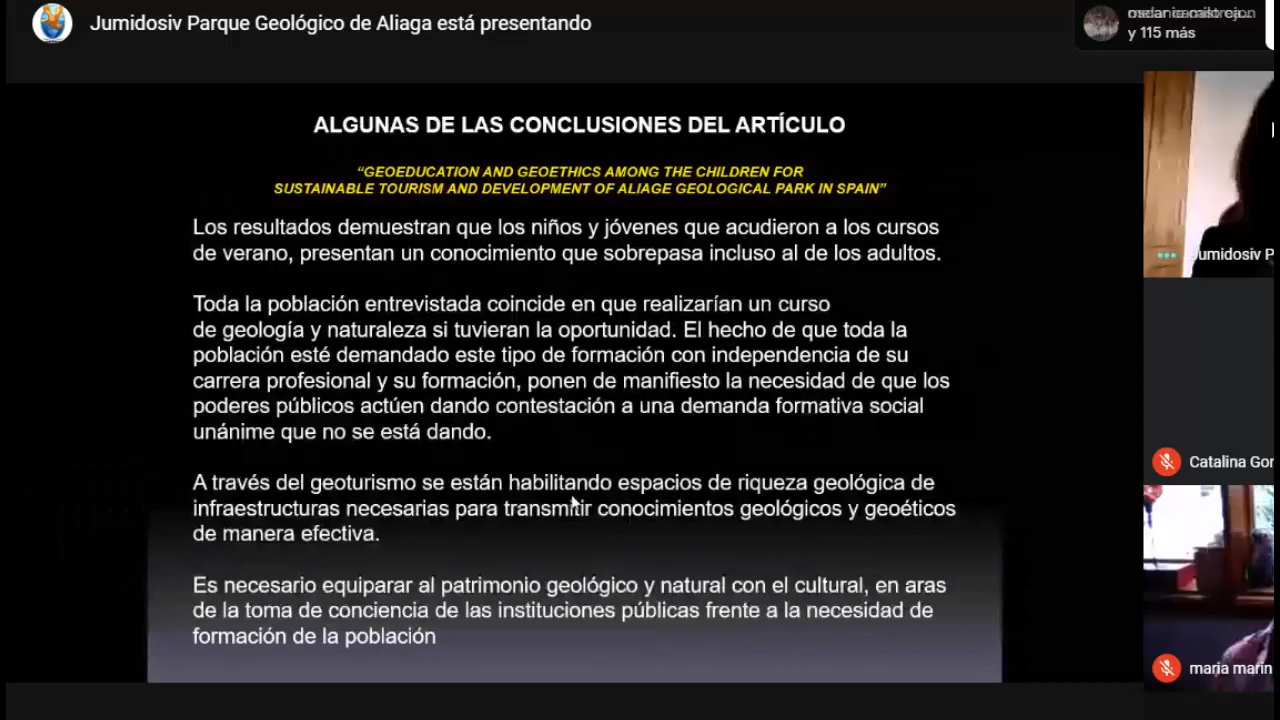 Jumidosiv Parque Geológico de Aliaga está presentando
y 115 más
ALGUNAS DE LAS CONCLUSIONES DEL ARTÍCULO
“GEOEDUCATION AND GEOETHICS AMONG THE CHILDREN FOR
SUSTAINABLE TOURISM AND DEVELOPMENT OF ALIAGE GEOLOGICAL PARK IN SPAIN”
Los resultados demuestran que los niños y jóvenes que acudieron a los cursos
de verano, presentan un conocimiento que sobrepasa incluso al de los adultos.
Toda la población entrevistada coincide en que realizarían un curso
de geología y naturaleza si tuvieran la oportunidad. El hecho de que toda la
población esté demandado este tipo de formación con independencia de su
carrera profesional y su formación, ponen de manifiesto la necesidad de que los
poderes públicos actúen dando contestación a una demanda formativa social
unánime que no se está dando.
A través del geoturismo se están habilitando espacios de riqueza geológica de
infraestructuras necesarias para transmitir conocimientos geológicos y geoéticos
de manera efectiva.
Es necesario equiparar al patrimonio geológico y natural con el cultural, en aras
de la toma de conciencia de las instituciones públicas frente a la necesidad de
formación de la población
Jumidosiv P
Catalina Gor
maria marin